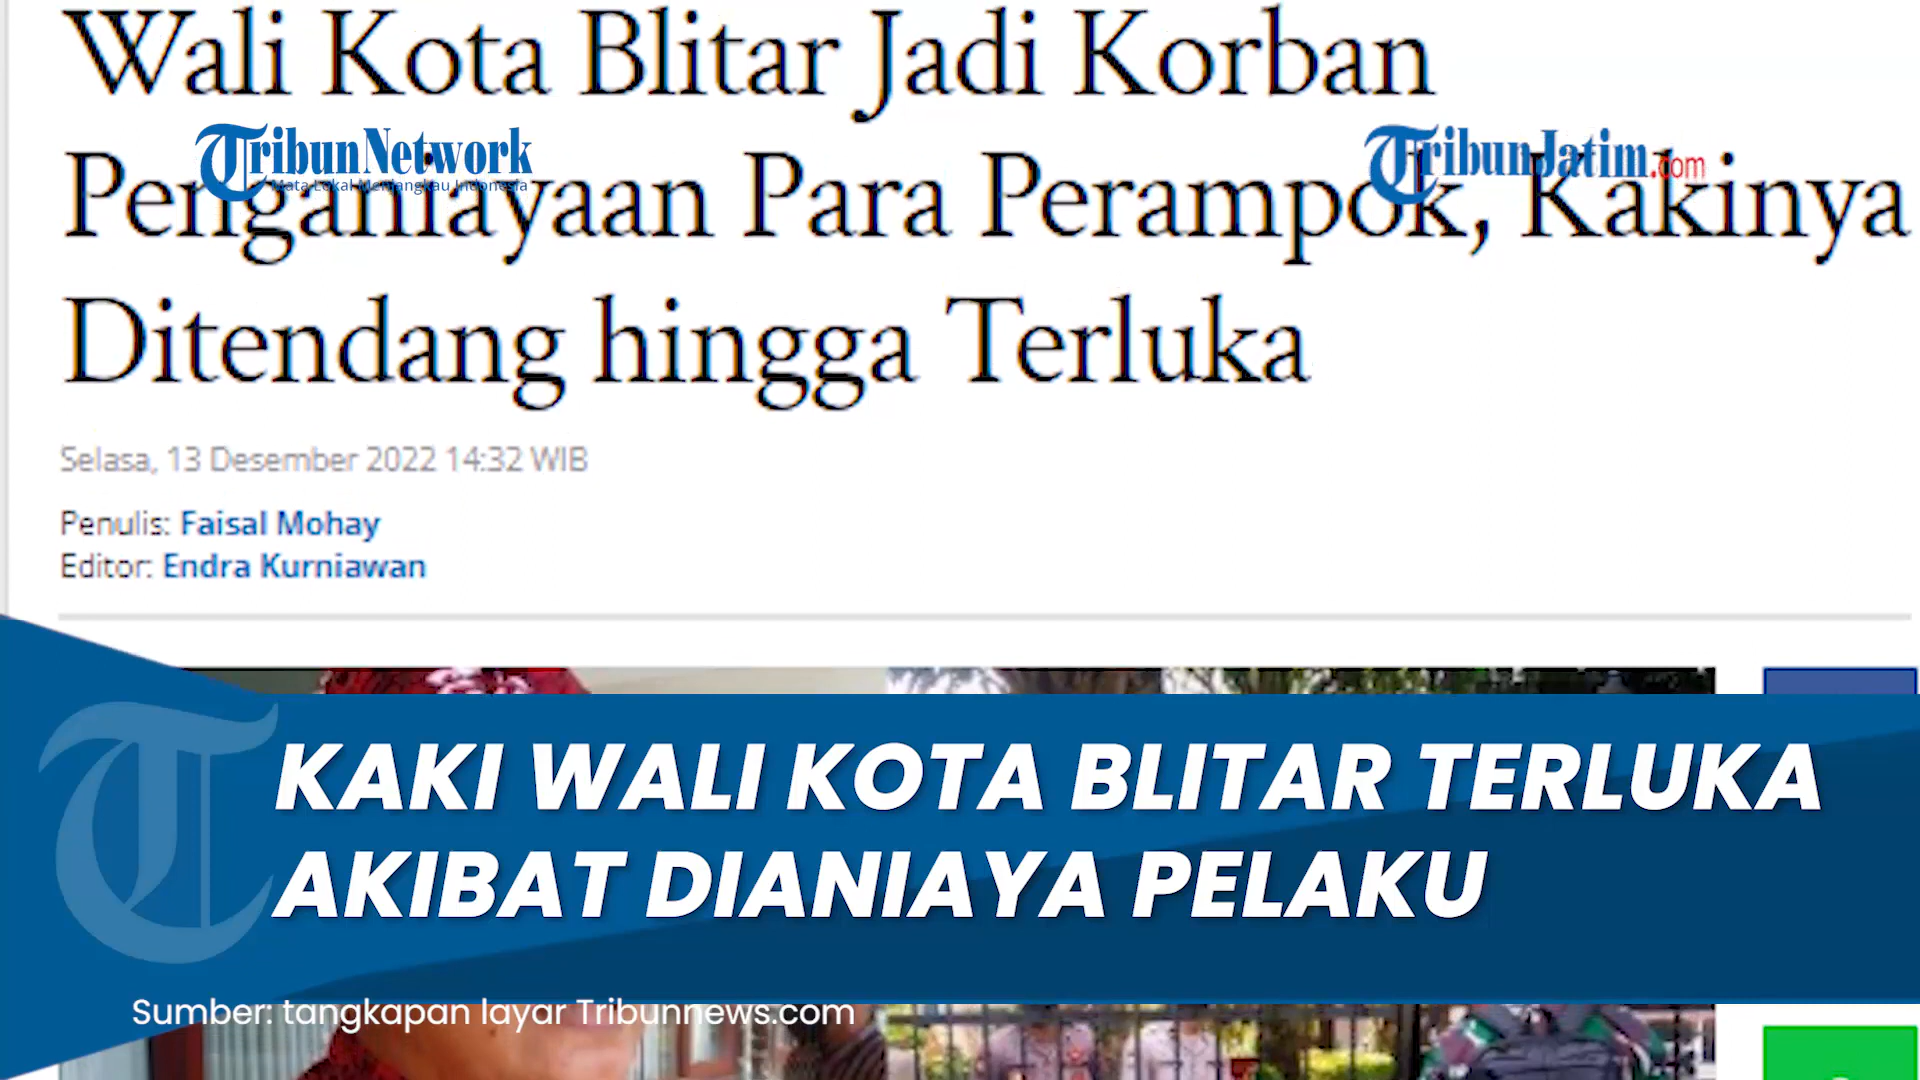 Wali Kota Blitar Jadi Korban
TribunNetwork
Mata Lokal Menjangkau Indonesia
TribunJatim.com
Penganiayaan Para Perampok, Kakinya
Ditendang hingga Terluka
Selasa, 13 Desember 2022 14:32 WIB
Penulis: Faisal Mohay
Editor: Endra Kurniawan
T
KAKI WALI KOTA BLITAR TERLUKA
AKIBAT DIANIAYA PELAKU
Sumber: tangkapan layar Tribunnews.com